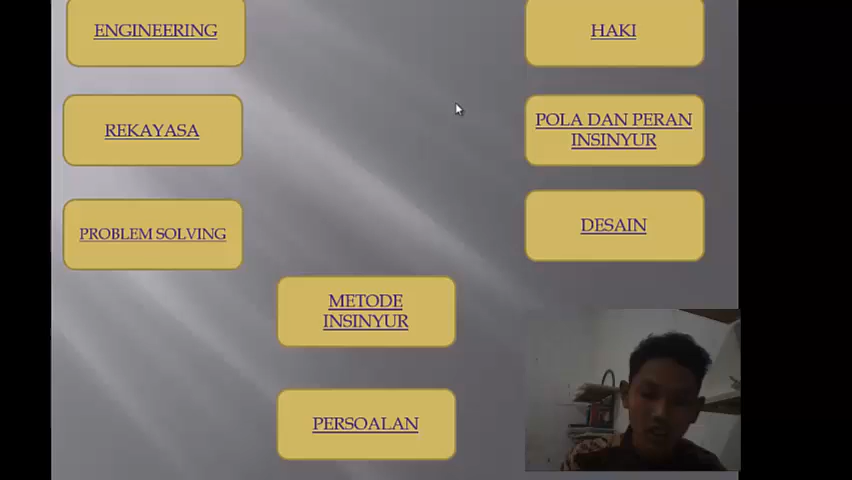 ENGINEERING
HAKI
REKAYASA
POLA DAN PERAN
INSINYUR
PROBLEM SOLVING
DESAIN
METODE
INSINYUR
PERSOALAN